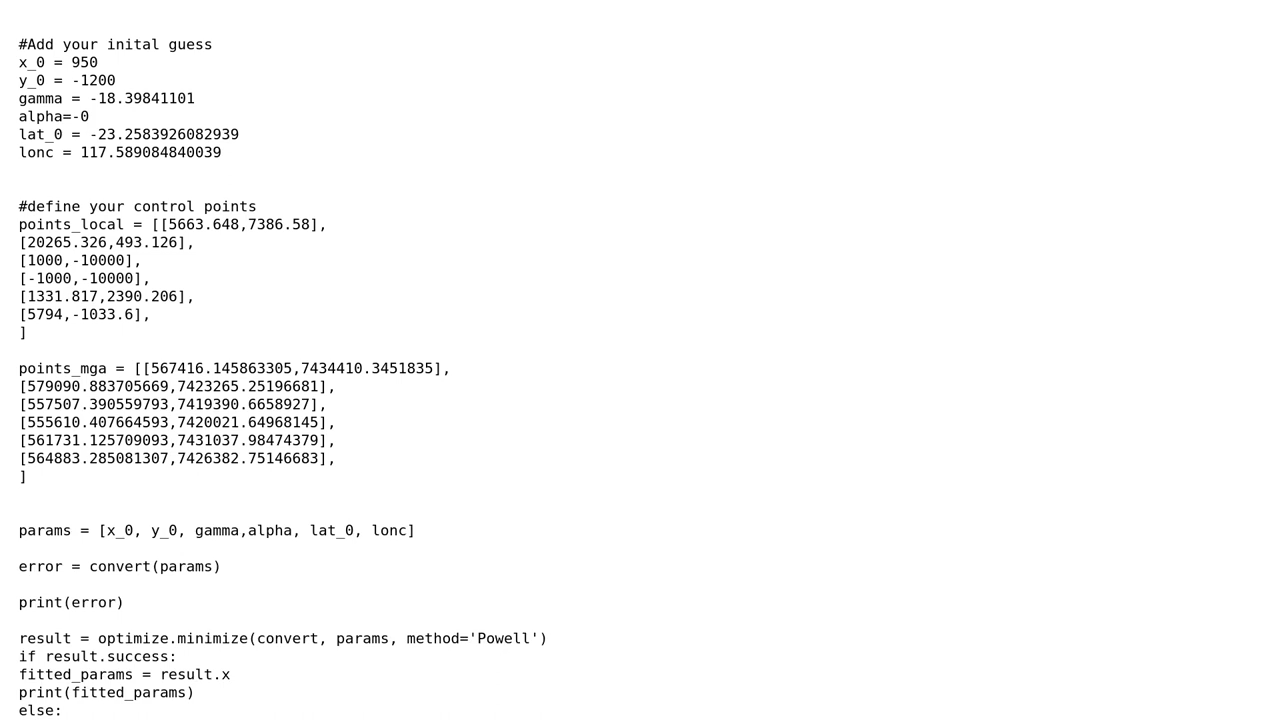 #Add your inital guess
x_0 = 950
y_0 = -1200
gamma = -18.39841101
alpha=-0
lat_0 = -23.2583926082939
lonc = 117.589084840039
#define your control points
points_local = [[5663.648,7386.58],
[20265.326,493.126],
[1000,-10000],
[-1000,-10000],
[1331.817,2390.206],
[5794,-1033.6],
]
points_mga = [[567416.145863305,7434410.3451835],
[579090.883705669,7423265.25196681],
[557507.390559793,7419390.6658927],
[555610.407664593,7420021.64968145],
[561731.125709093,7431037.98474379],
[564883.285081307,7426382.75146683],
]
params = [x_0, y_0, gamma,alpha, lat_0, lonc]
error = convert(params)
print(error)
result = optimize.minimize(convert, params, method='Powell')
if result.success:
fitted_params = result.x
print(fitted_params)
else: